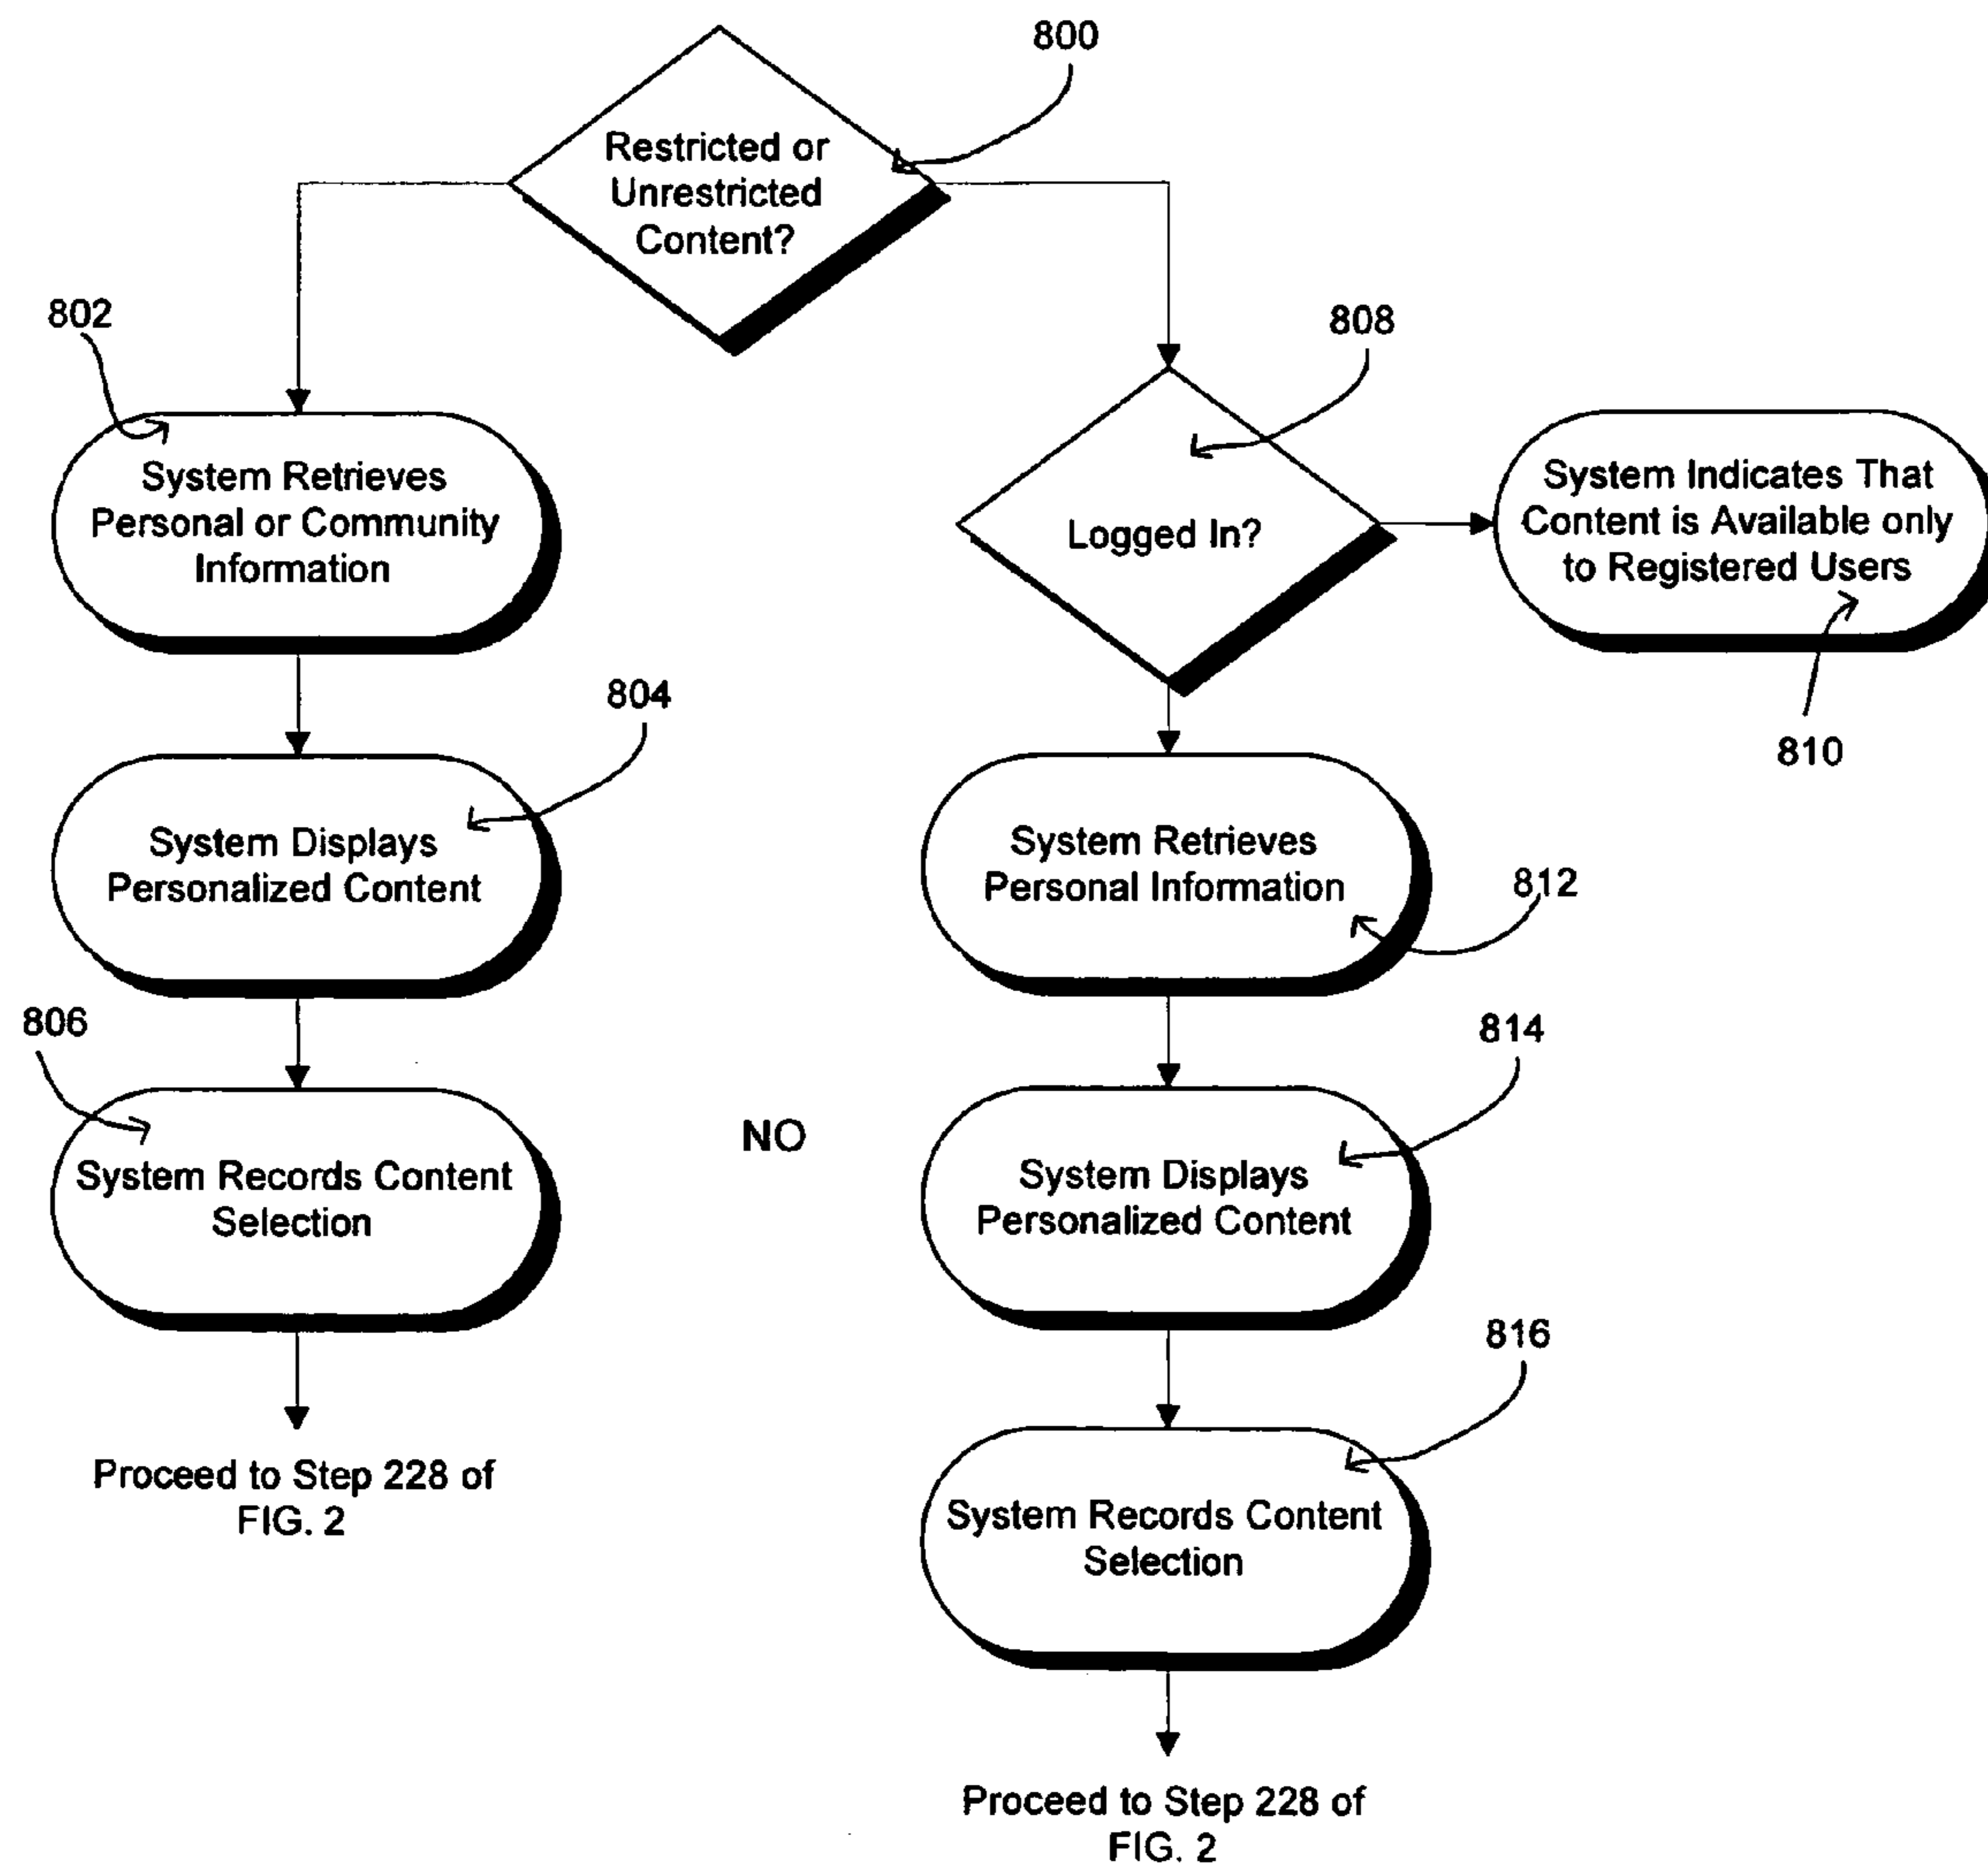 800
Restricted or
Unrestricted
Content?
802
808
System Retrieves
Personal or Community
Information
Logged In?
System Indicates That
Content is Available only
to Registered Users
810
804
System Displays
Personalized Content
System Retrieves
Personal Information
812
806
System Records Content
Selection
NO
814
System Displays
Personalized Content
816
Proceed to Step 228 of
FIG. 2
System Records Content
Selection
Proceed to Step 228 of
FIG. 2